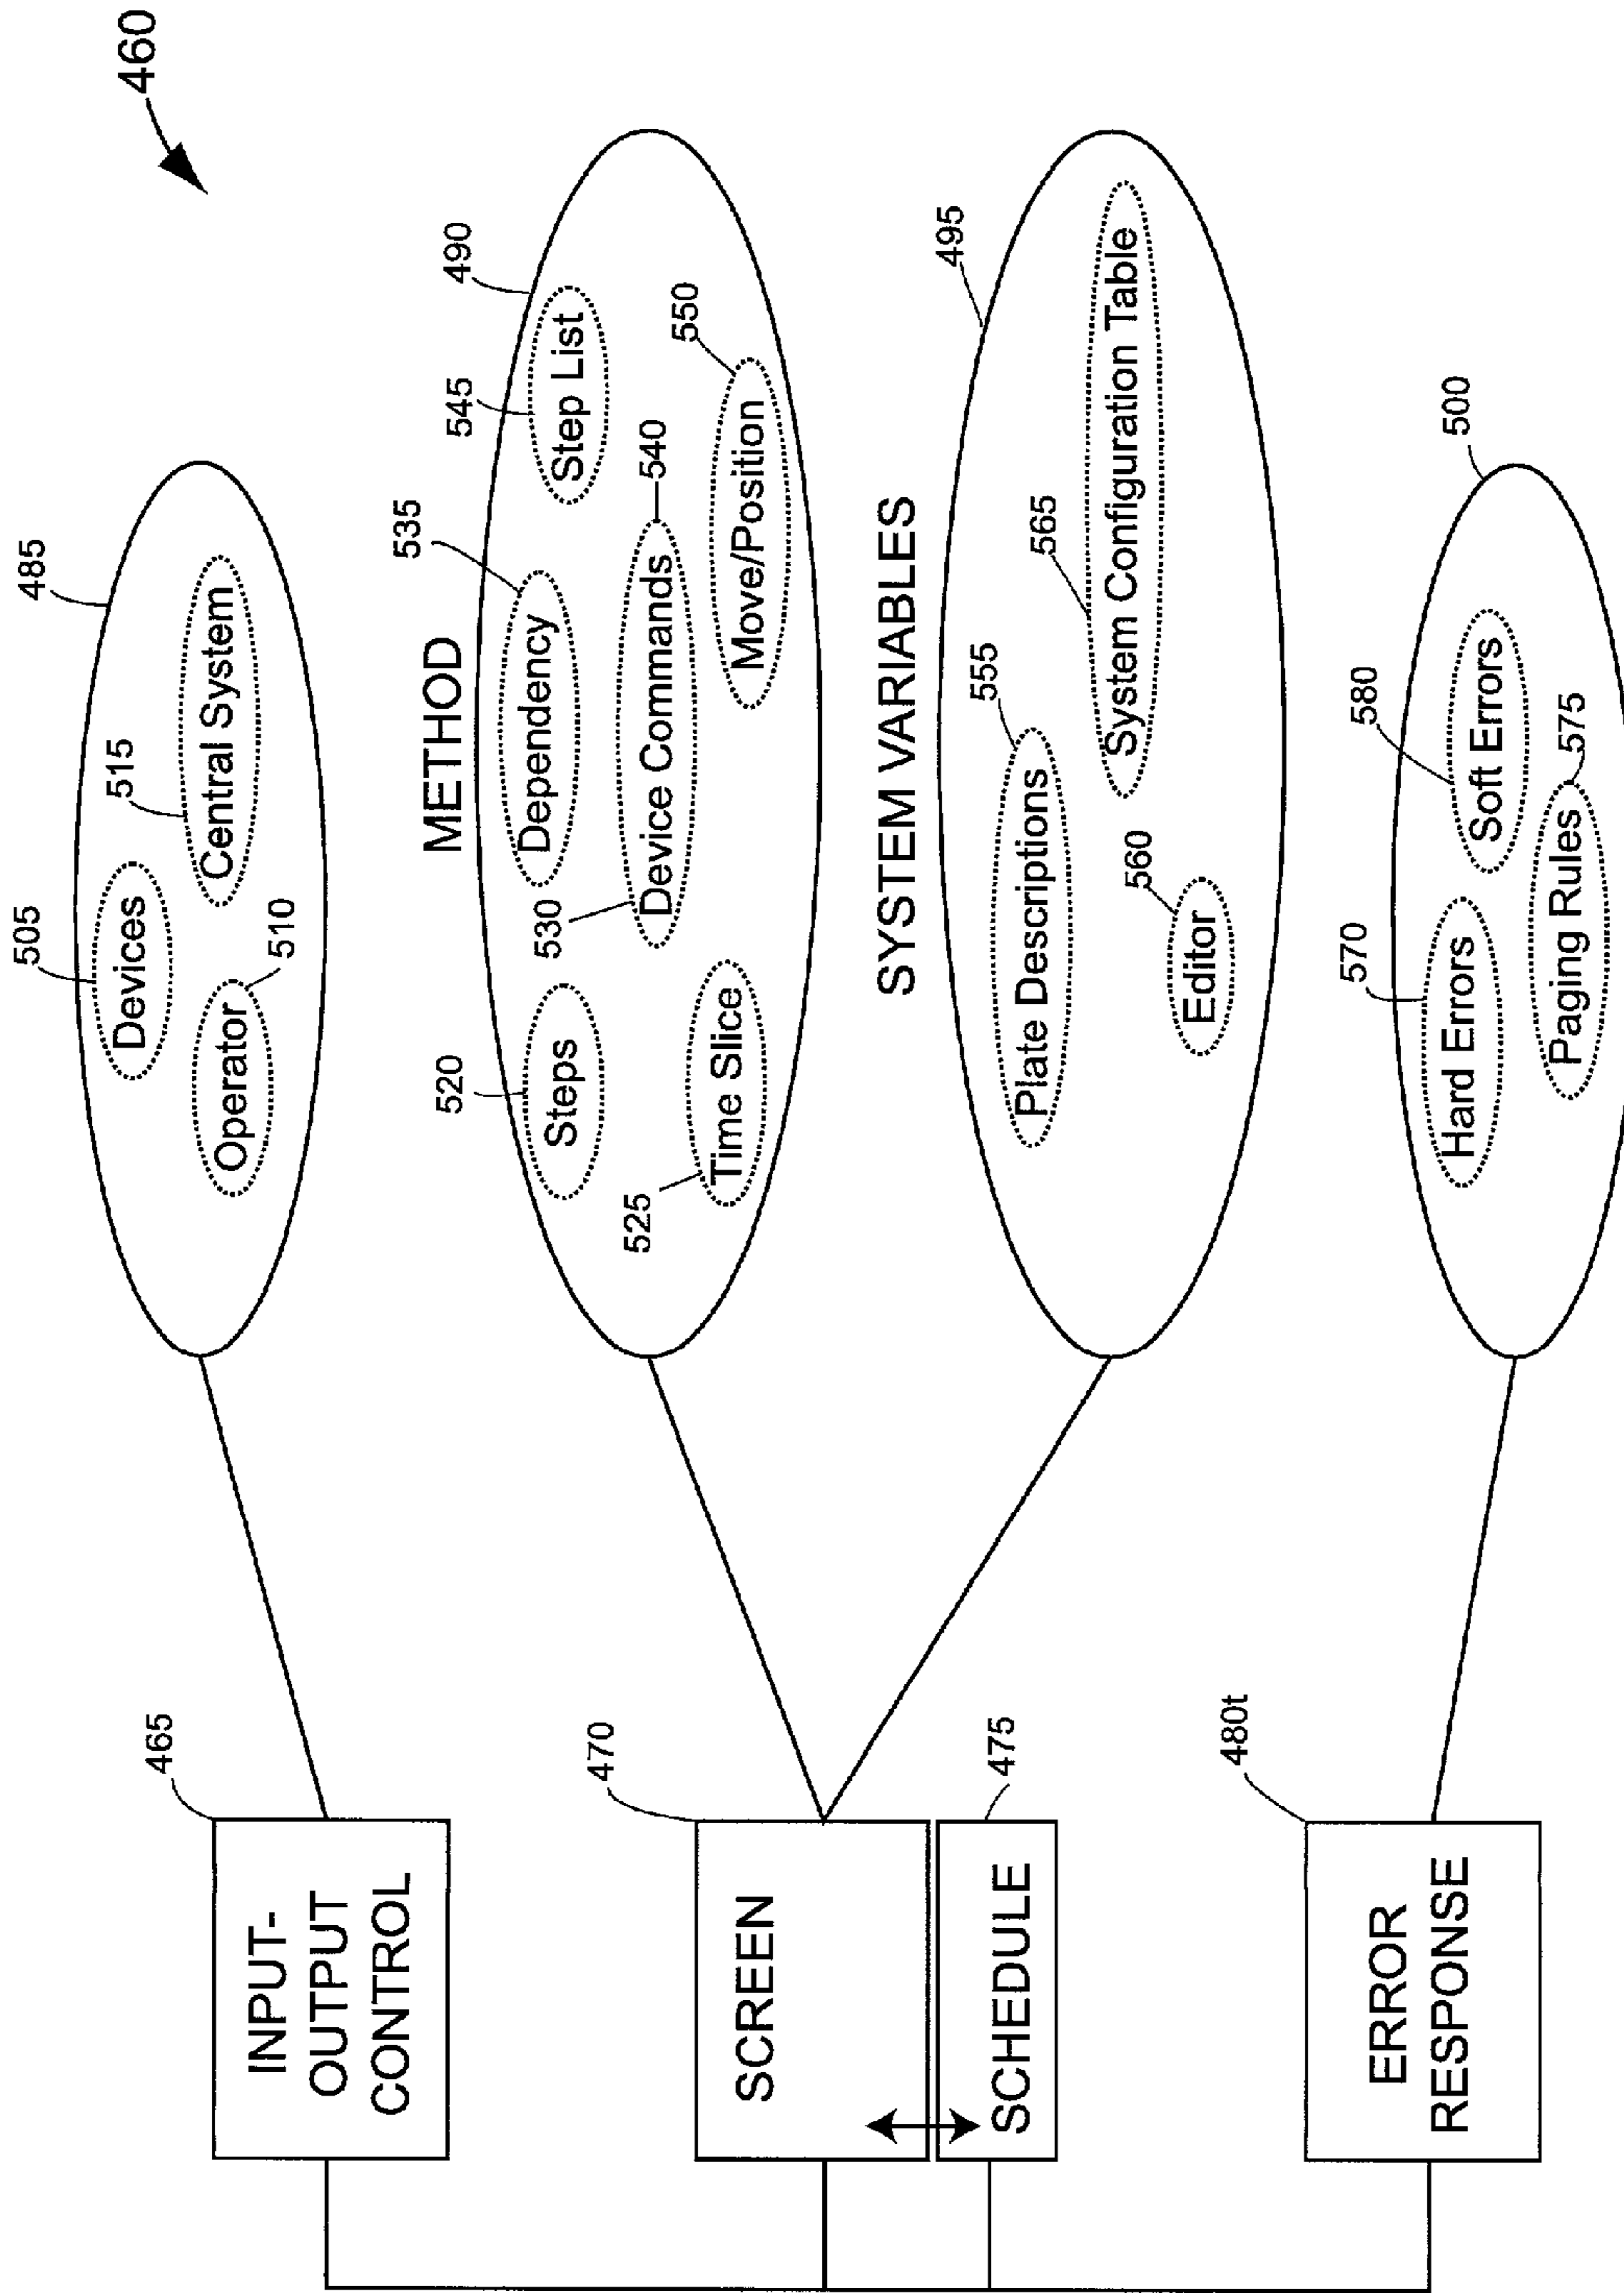 460
465
INPUT-
OUTPUT
CONTROL
470
SCREEN
475
SCHEDULE
480t
ERROR
RESPONSE
485
505
Devices
510
Operator
515
Central System
METHOD
490
520
Steps
525
Time Slice
535
Dependency
530
Device Commands
540
545
Step List
550
Move/Position
SYSTEM VARIABLES
495
555
Plate Descriptions
560
Editor
565
System Configuration Table
500
570
Hard Errors
580
Soft Errors
575
Paging Rules